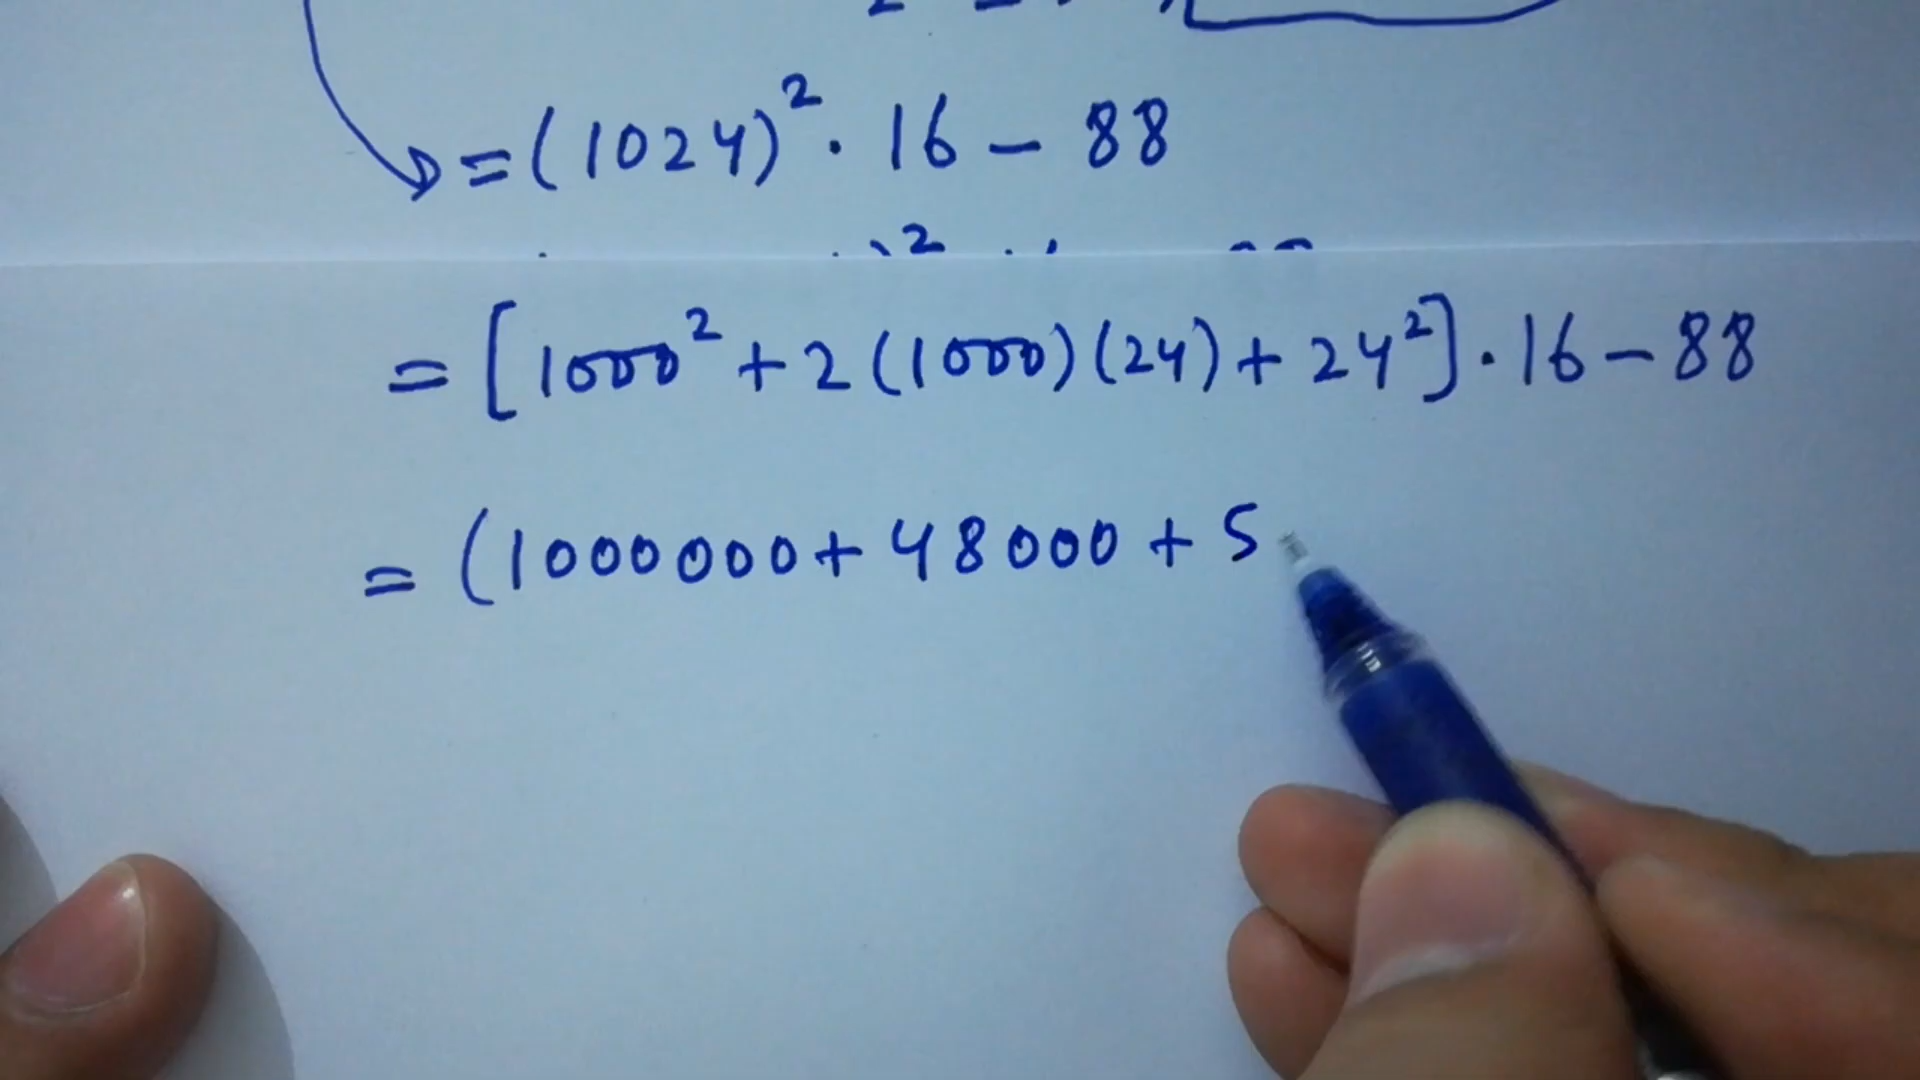 = (1024)² · 16 - 88
= [1000² + 2(1000)(24) + 24²] · 16 - 88
= (1000000 + 48000 + 5